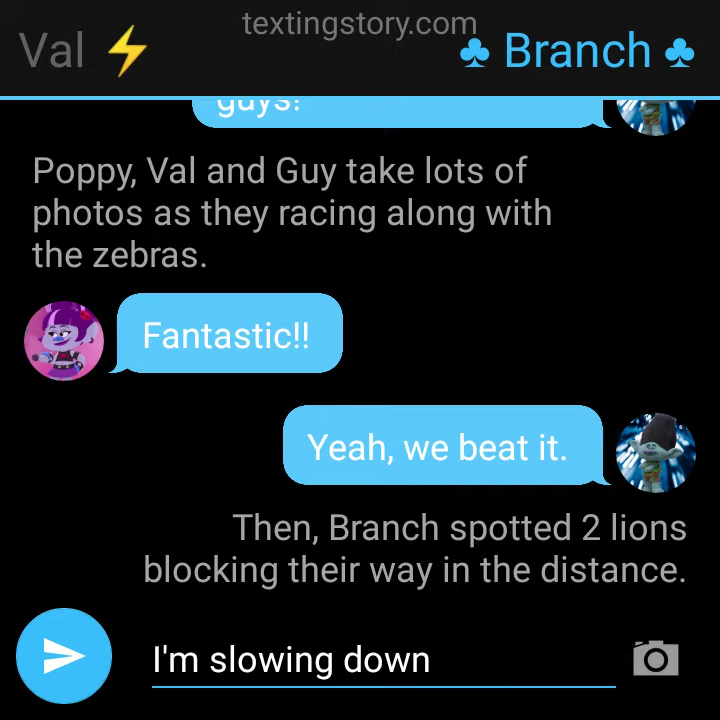 textingstory.com
Val ⚡ ♣ Branch ♣
guys!
Poppy, Val and Guy take lots of
photos as they racing along with
the zebras.
Fantastic!!
Yeah, we beat it.
Then, Branch spotted 2 lions
blocking their way in the distance.
I'm slowing down